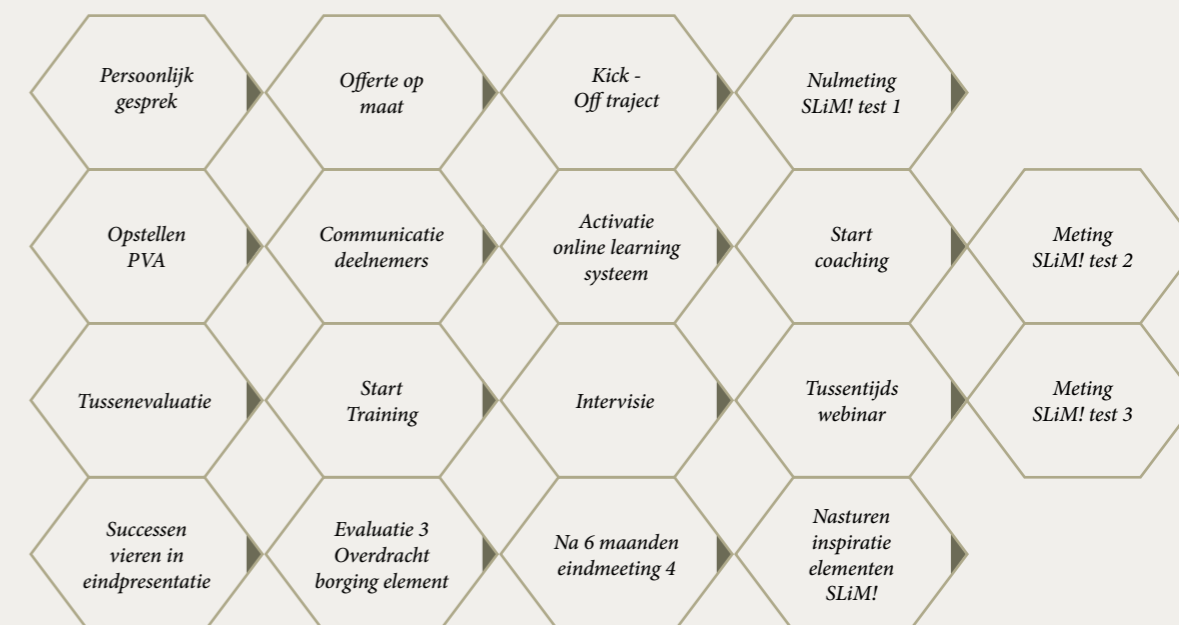 Persoonlijk
gesprek
Offerte op
maat
Kick -
Off traject
Nulmeting
SLiM! test 1
Opstellen
PVA
Communicatie
deelnemers
Activatie
online learning
systeem
Start
coaching
Meting
SLiM! test 2
Tussenevaluatie
Start
Training
Intervisie
Tussentijds
webinar
Meting
SLiM! test 3
Successen
vieren in
eindpresentatie
Evaluatie 3
Overdracht
borging element
Na 6 maanden
eindmeeting 4
Nasturen
inspiratie
elementen
SLiM!